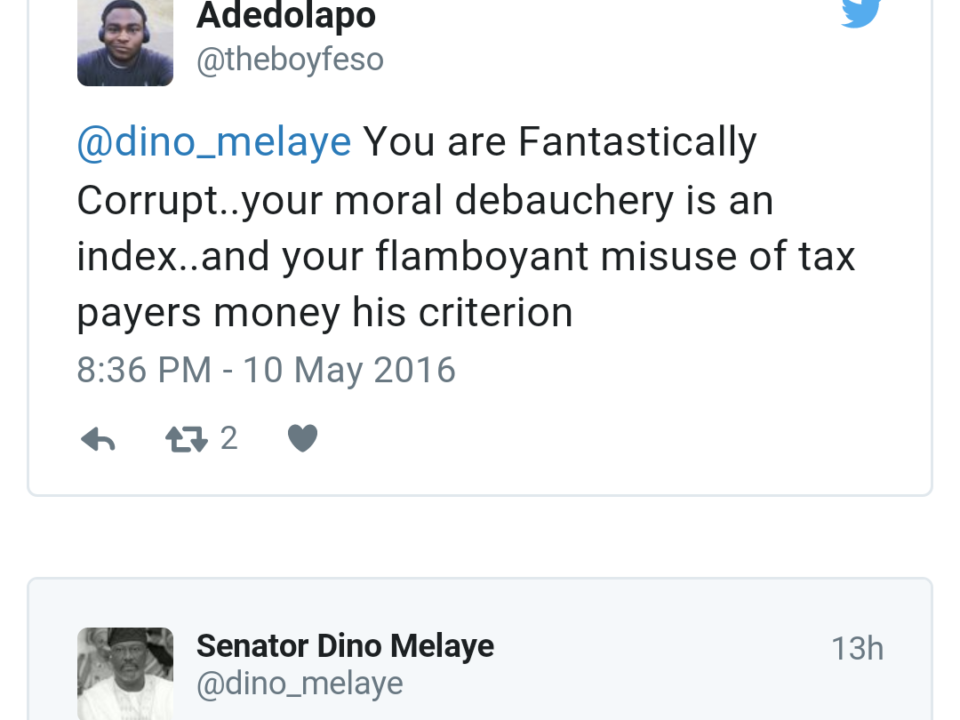 Adedolapo
@theboyfeso
@dino_melaye You are Fantastically
Corrupt..your moral debauchery is an
index..and your flamboyant misuse of tax
payers money his criterion
8:36 PM - 10 May 2016
2
Senator Dino Melaye
13h
@dino_melaye